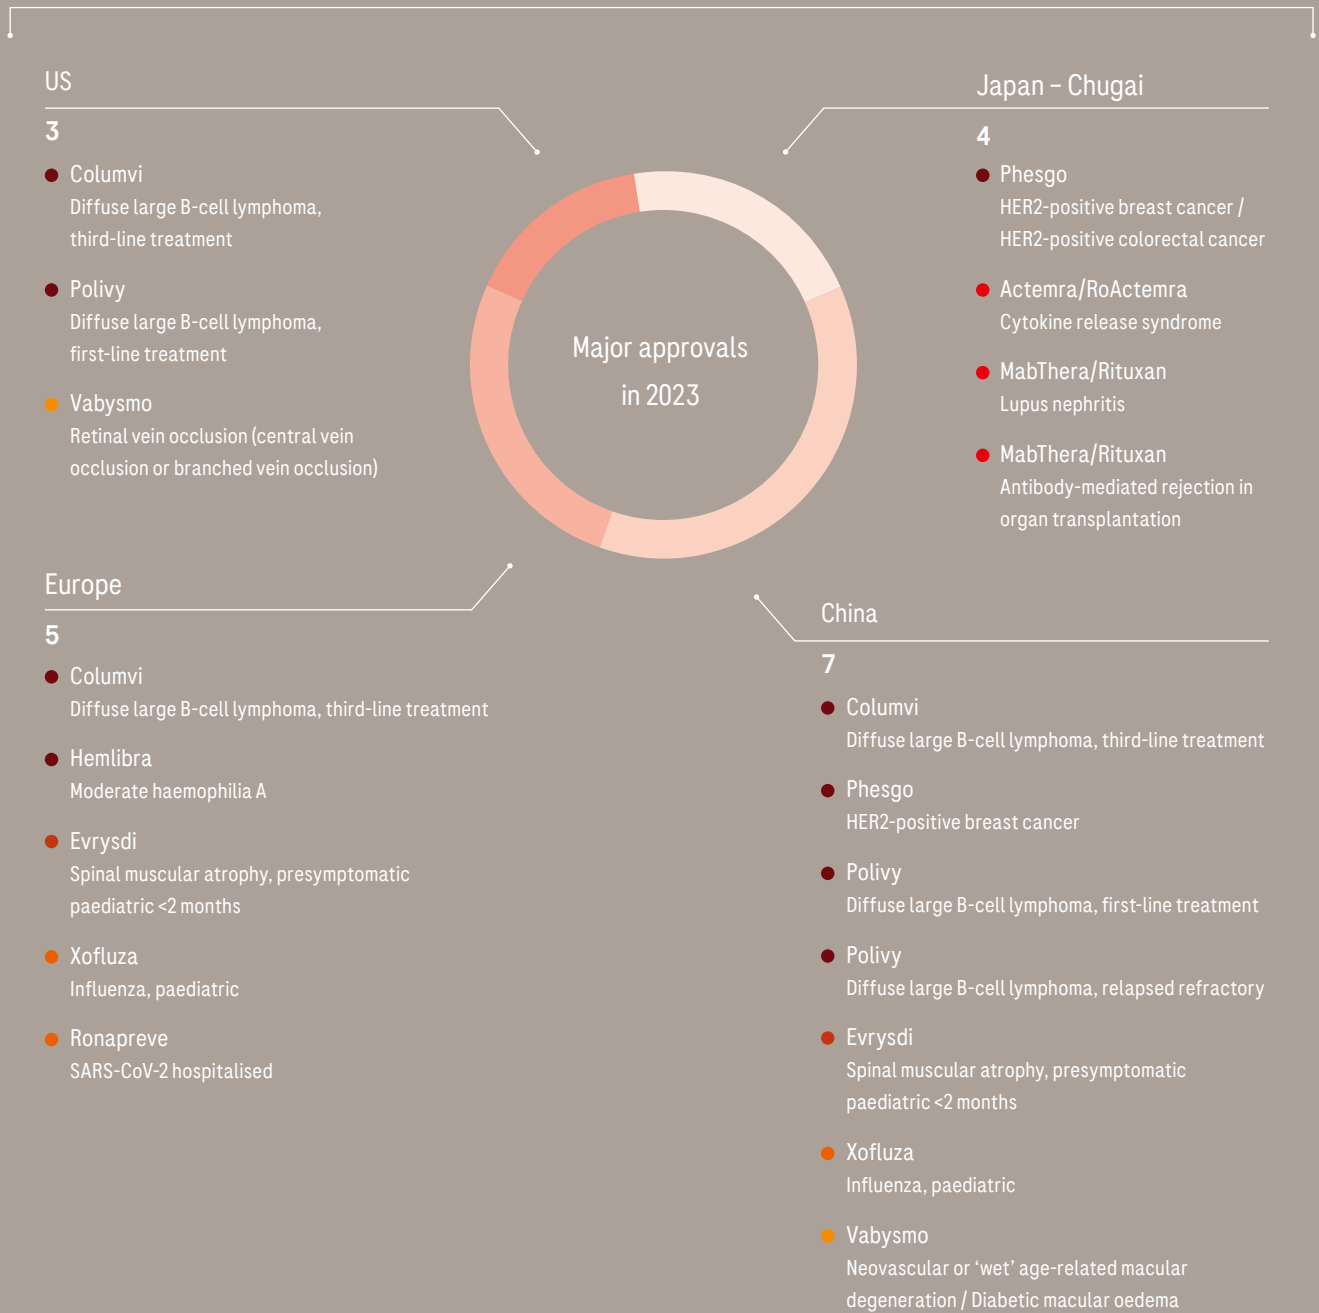 US
3
Columvi
Diffuse large B-cell lymphoma,
third-line treatment
Polivy
Diffuse large B-cell lymphoma,
first-line treatment
Vabysmo
Retinal vein occlusion (central vein
occlusion or branched vein occlusion)
Major approvals
in 2023
Japan – Chugai
4
Phesgo
HER2-positive breast cancer /
HER2-positive colorectal cancer
Actemra/RoActemra
Cytokine release syndrome
MabThera/Rituxan
Lupus nephritis
MabThera/Rituxan
Antibody-mediated rejection in
organ transplantation
Europe
5
Columvi
Diffuse large B-cell lymphoma, third-line treatment
Hemlibra
Moderate haemophilia A
Evrysdi
Spinal muscular atrophy, presymptomatic
paediatric <2 months
Xofluza
Influenza, paediatric
Ronapreve
SARS-CoV-2 hospitalised
China
7
Columvi
Diffuse large B-cell lymphoma, third-line treatment
Phesgo
HER2-positive breast cancer
Polivy
Diffuse large B-cell lymphoma, first-line treatment
Polivy
Diffuse large B-cell lymphoma, relapsed refractory
Evrysdi
Spinal muscular atrophy, presymptomatic
paediatric <2 months
Xofluza
Influenza, paediatric
Vabysmo
Neovascular or ‘wet’ age-related macular
degeneration / Diabetic macular oedema